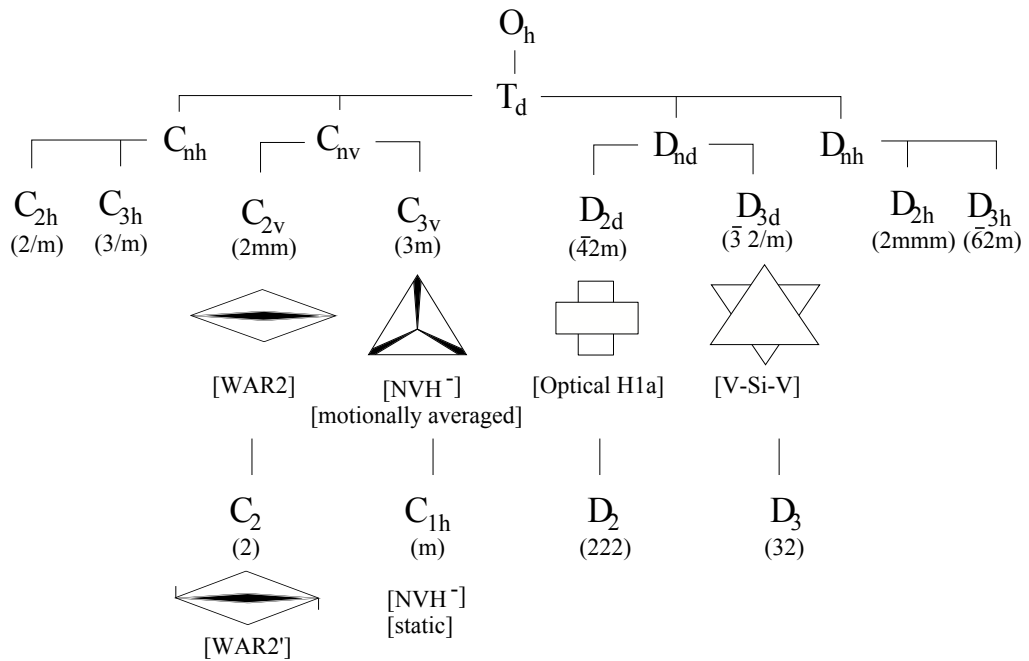 O_h
T_d
C_nh C_nv D_nd D_nh
C_2h C_3h C_2v C_3v D_2d D_3d D_2h D_3h
(2/m) (3/m) (2mm) (3m) (4̄2m) (3̄ 2/m) (2mmm) (6̄2m)
[WAR2] [NVH⁻] [Optical H1a] [V-Si-V]
[motionally averaged]
C_2 C_1h D_2 D_3
(2) (m) (222) (32)
[NVH⁻]
[static]
[WAR2']